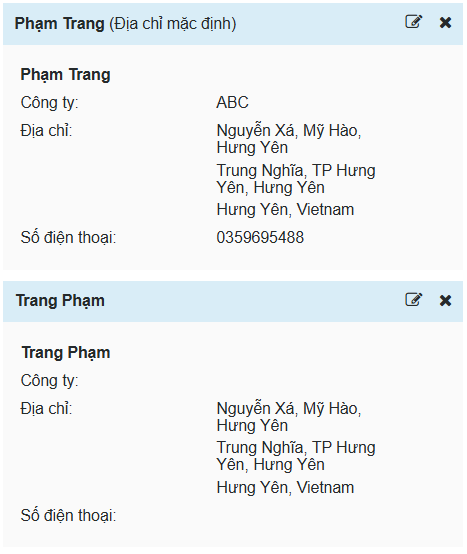 Phạm Trang (Địa chỉ mặc định)
Phạm Trang
Công ty: ABC
Địa chỉ: Nguyễn Xá, Mỹ Hào,
Hưng Yên
Trung Nghĩa, TP Hưng
Yên, Hưng Yên
Hưng Yên, Vietnam
Số điện thoại: 0359695488
Trang Phạm
Trang Phạm
Công ty:
Địa chỉ: Nguyễn Xá, Mỹ Hào,
Hưng Yên
Trung Nghĩa, TP Hưng
Yên, Hưng Yên
Hưng Yên, Vietnam
Số điện thoại: